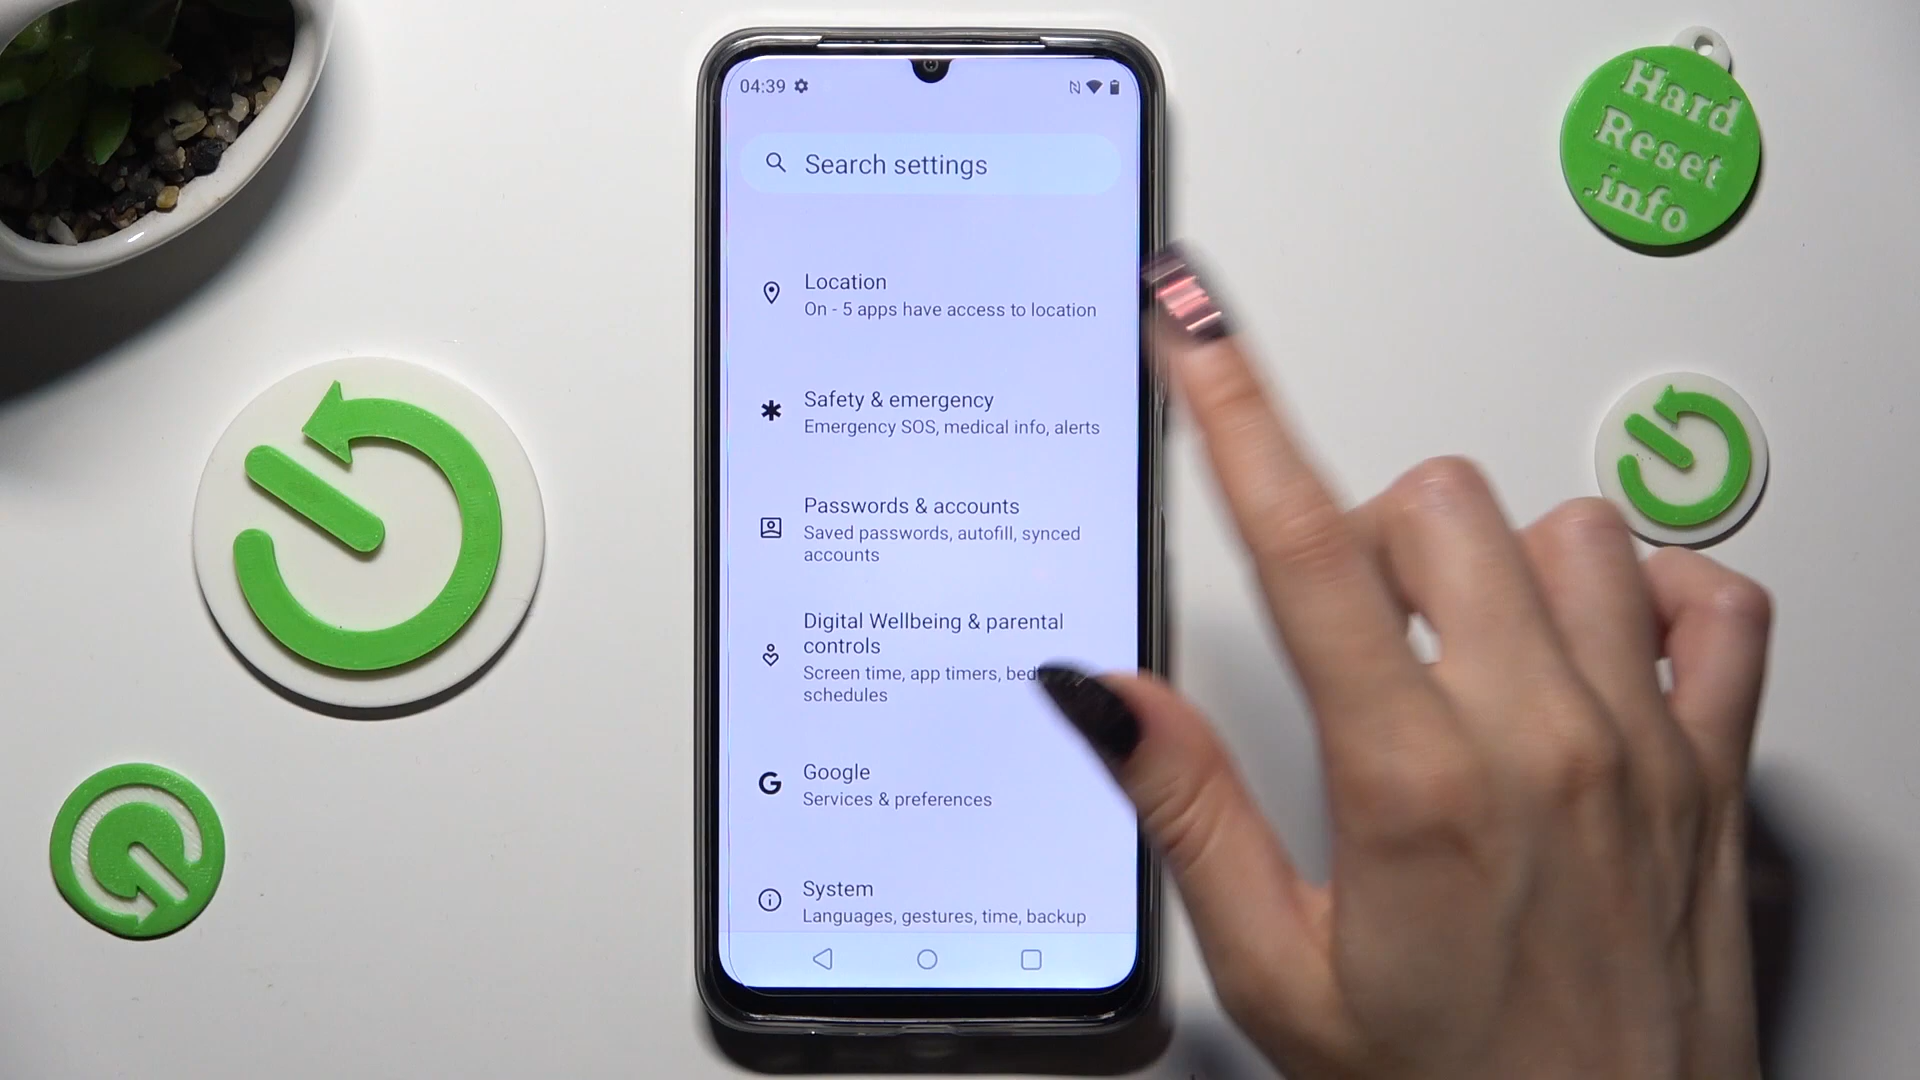 04:39
Search settings
Location
On - 5 apps have access to location
Safety & emergency
Emergency SOS, medical info, alerts
Passwords & accounts
Saved passwords, autofill, synced
accounts
Digital Wellbeing & parental
controls
Screen time, app timers,
schedules
Google
Services & preferences
System
Languages, gestures, time, backup
Hard
Reset
.info